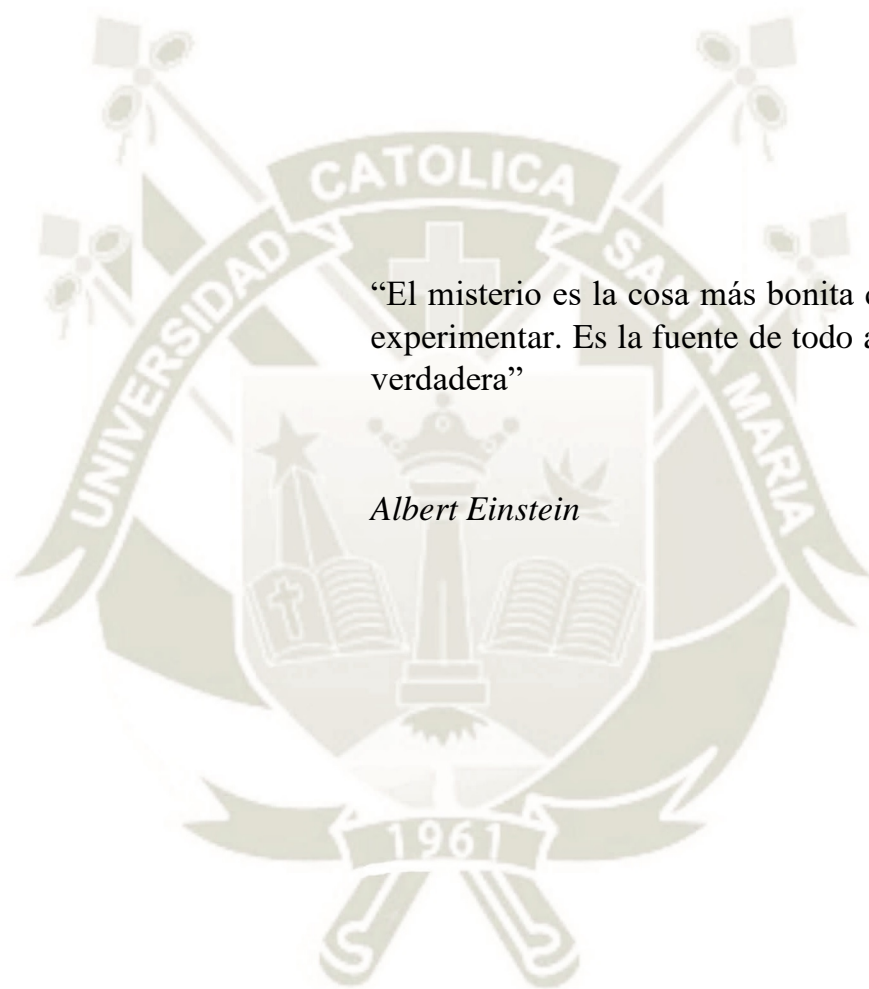 CATOLICA
UNIVERSIDAD
SANTA MARIA
“El misterio es la cosa más bonita
experimentar. Es la fuente de todo
verdadera”
Albert Einstein
1961